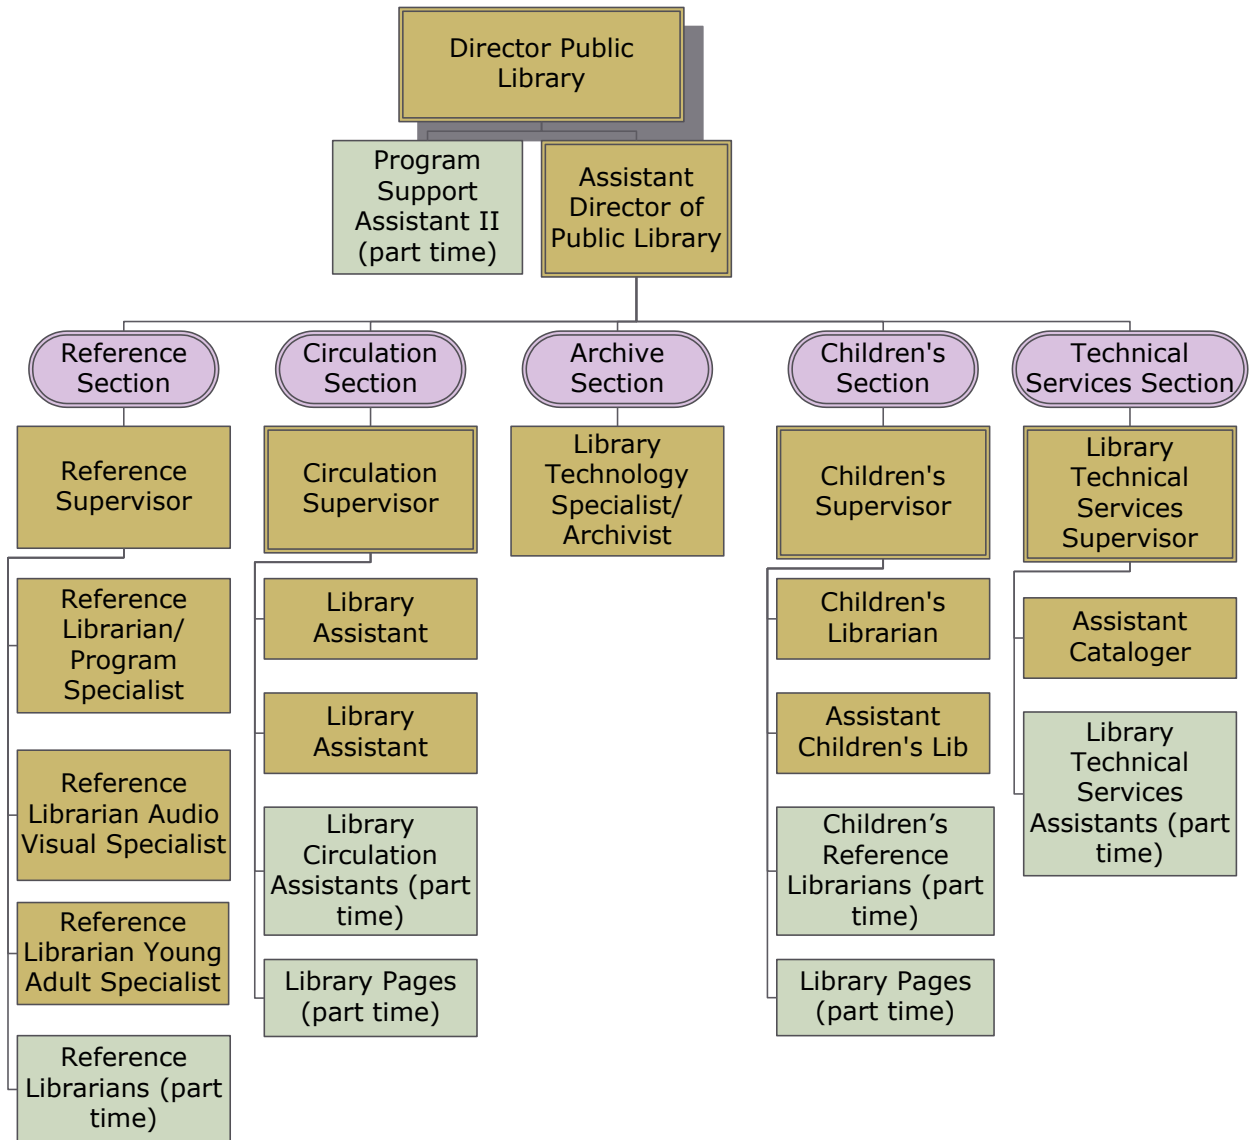 Director Public
Library
Program
Support
Assistant II
(part time)
Assistant
Director of
Public Library
Reference
Section
Circulation
Section
Archive
Section
Children's
Section
Technical
Services Section
Reference
Supervisor
Circulation
Supervisor
Library
Technology
Specialist/
Archivist
Children's
Supervisor
Library
Technical
Services
Supervisor
Reference
Librarian/
Program
Specialist
Library
Assistant
Children's
Librarian
Assistant
Cataloger
Library
Assistant
Assistant
Children's Lib
Library
Technical
Services
Assistants (part
time)
Reference
Librarian Audio
Visual Specialist
Library
Circulation
Assistants (part
time)
Children’s
Reference
Librarians (part
time)
Reference
Librarian Young
Adult Specialist
Library Pages
(part time)
Library Pages
(part time)
Reference
Librarians (part
time)